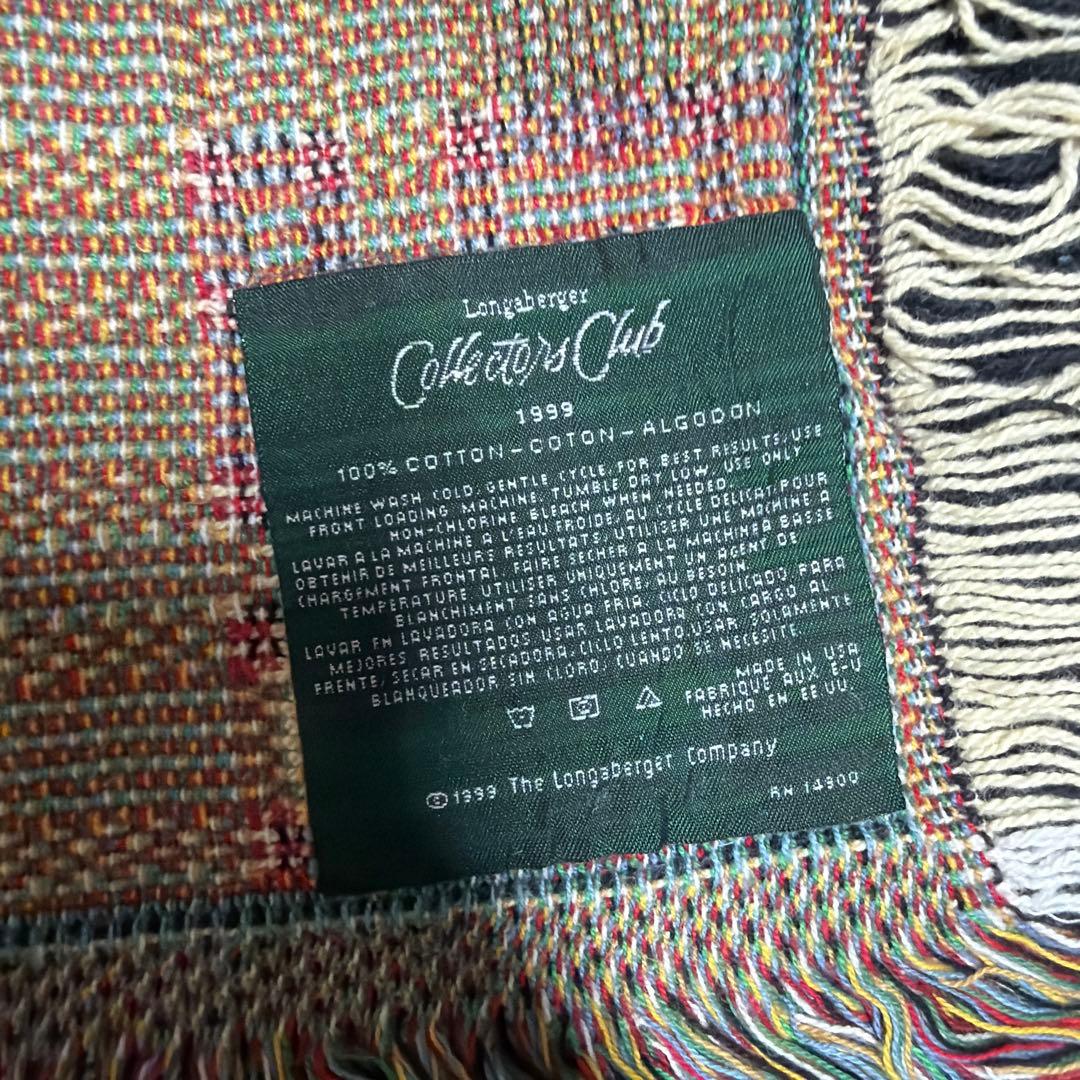 Longaberger
Collectors Club
1999
100% COTTON-COTON-ALGODON
MACHINE WASH COLD, GENTLE CYCLE FOR BEST RESULTS, USE
FRONT LOADING MACHINE, TUMBLE DRY LOW, USE ONLY
NON-CHLORINE BLEACH WHEN NEEDED
LAVAR A LA MACHINE A L'EAU FROIDE, AU CYCLE DELICAT, POUR
OBTENIR DE MEILLEURS RESULTATS, UTILISER UNE MACHINE A
CHARGEMENT FRONTAL, FAIRE SECHER A LA MACHINE A BASSE
TEMPERATURE UTILISER UNIQUEMENT UN AGENT DE
BLANCHIMENT SANS CHLORE, AU BESOIN
LAVAR EN LAVADORA CON AGUA FRIA, CICLO DELICADO, PARA
MEJORES RESULTADOS USAR LAVADORA CON CARGO AL
FRENTE, SECAR EN SECADORA, CICLO LENTO, USAR SOLAMENTE
BLANQUEADOR SIN CLORO, CUANDO SE NECESITE
MADE IN USA
FABRIQUE AUX E-U
HECHO EN EE UU
©1999 The Longaberger Company
RN 14900